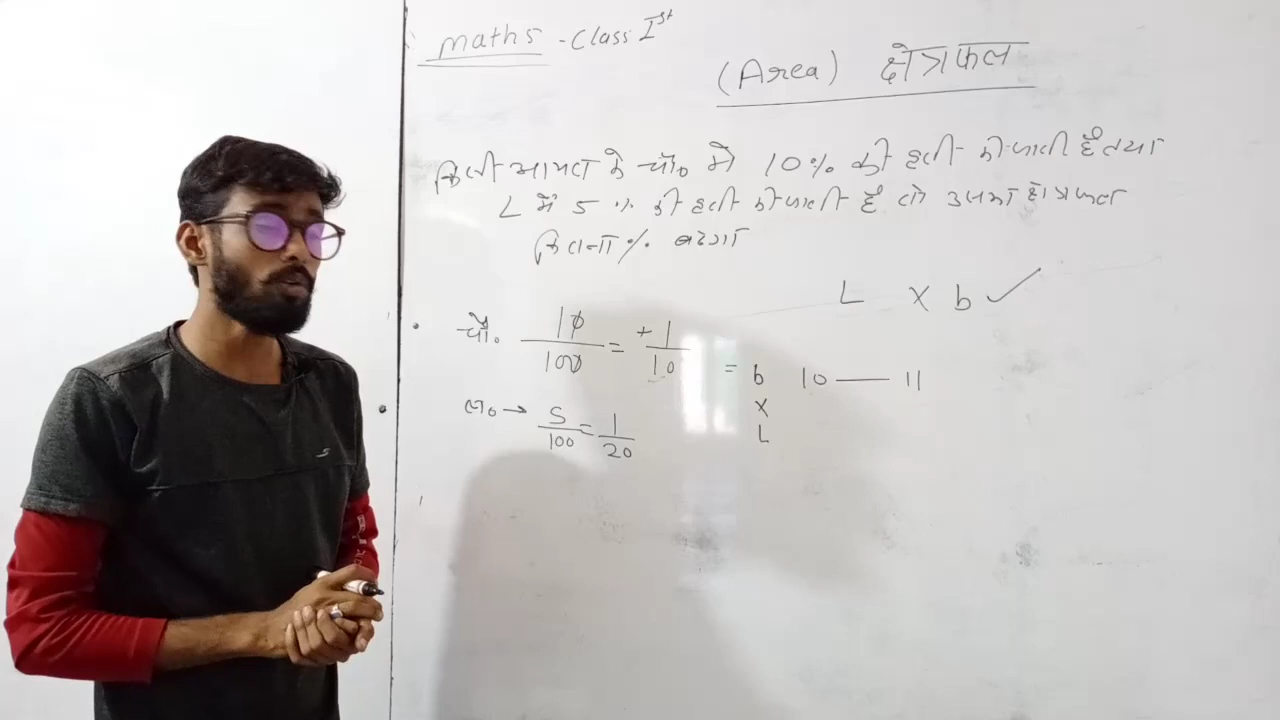 Maths - Class Ist
(Area) क्षेत्रफल
किसी आयत के चौ० में 10% की वृद्धी की जाती है तथा
L में 5% की वृद्धी की जाती है तो उसका क्षेत्रफल
कितना % बढेगा
L × b ✓
चौ. 10/100 = +1/10
= b 10 — 11
×
L
ल० → 5/100 = 1/20